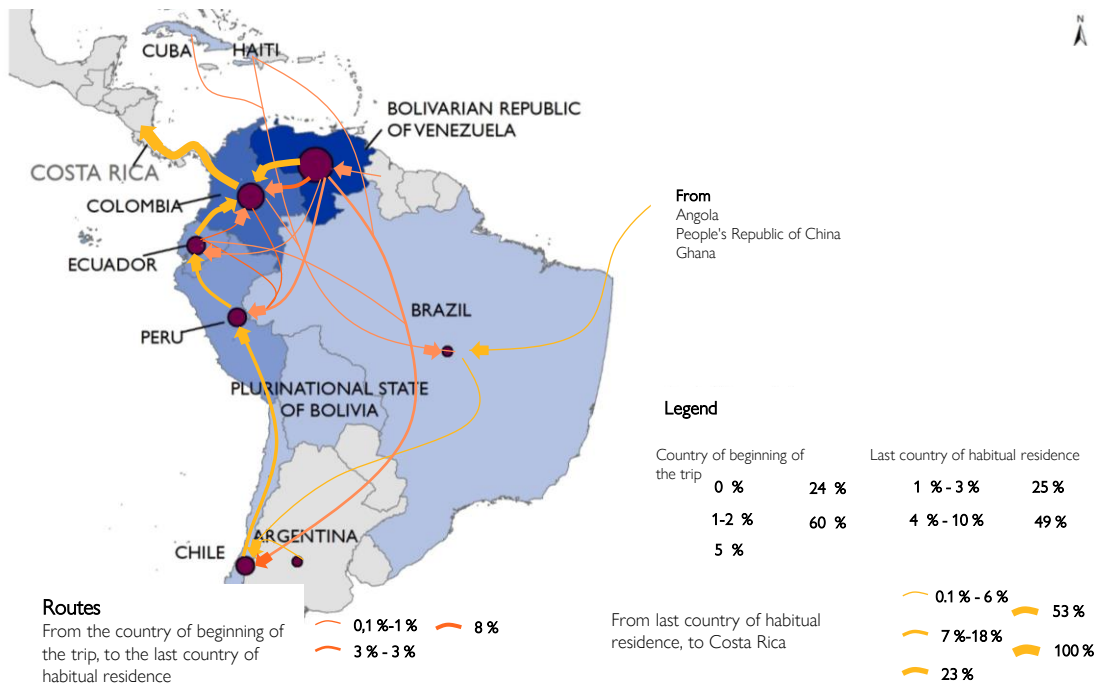 N
CUBA
HAITI
BOLIVARIAN REPUBLIC
OF VENEZUELA
COSTA RICA
COLOMBIA
ECUADOR
PERU
BRAZIL
PLURINATIONAL STATE
OF BOLIVIA
ARGENTINA
CHILE
From
Angola
People's Republic of China
Ghana
Legend
Country of beginning of
the trip
0 %
24 %
1-2 %
60 %
5 %
Last country of habitual residence
1 % - 3 %
25 %
4 % - 10 %
49 %
Routes
From the country of beginning of
the trip, to the last country of
habitual residence
0,1 %-1 %
8 %
3 % - 3 %
From last country of habitual
residence, to Costa Rica
0.1 % - 6 %
53 %
7 %-18 %
100 %
23 %